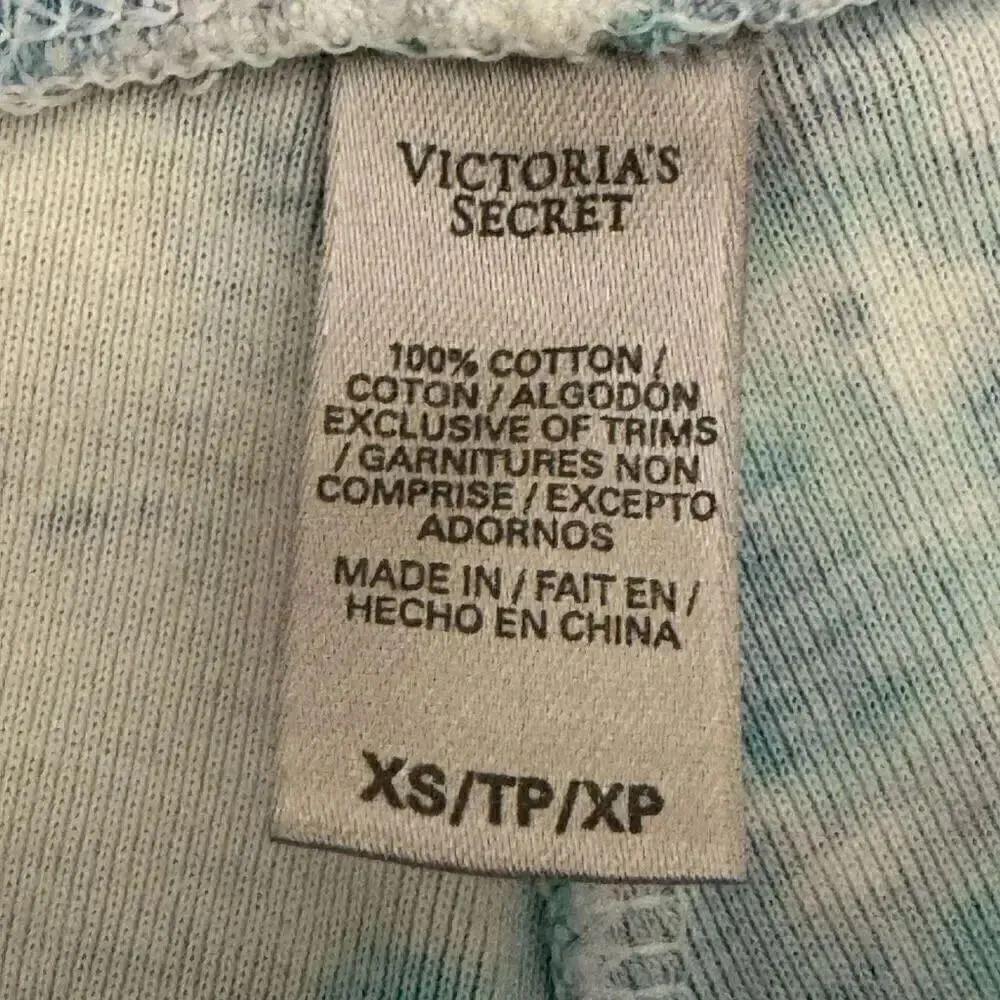 VICTORIA'S
SECRET
100% COTTON /
COTON / ALGODÓN
EXCLUSIVE OF TRIMS
/ GARNITURES NON
COMPRISE / EXCEPTO
ADORNOS
MADE IN / FAIT EN /
HECHO EN CHINA
XS/TP/XP